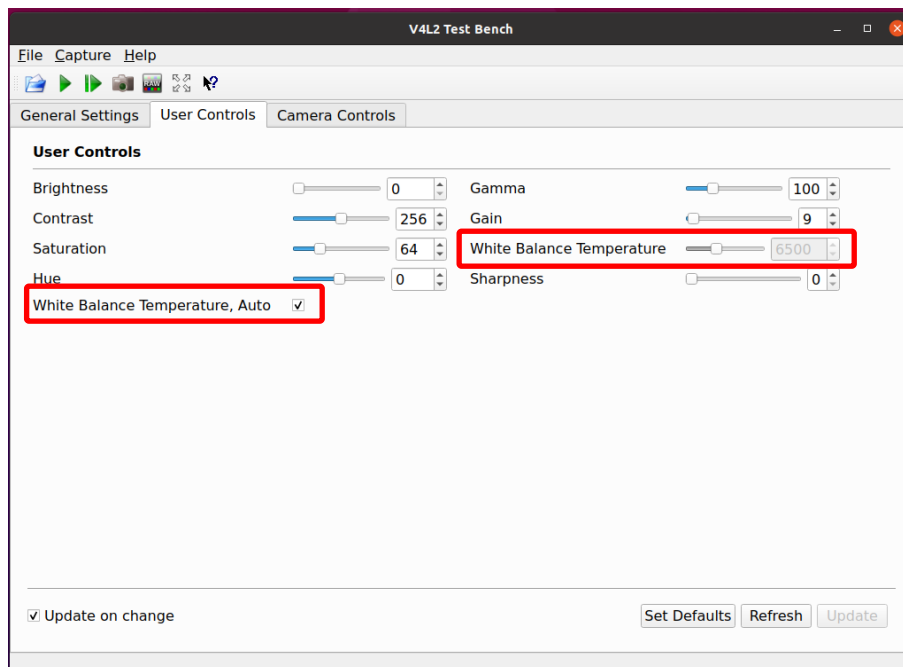 V4L2 Test Bench
File Capture Help
RAW
General Settings User Controls Camera Controls
User Controls
Brightness 0 Gamma 100
Contrast 256 Gain 9
Saturation 64 White Balance Temperature 6500
Hue 0 Sharpness 0
White Balance Temperature, Auto
Update on change Set Defaults Refresh Update